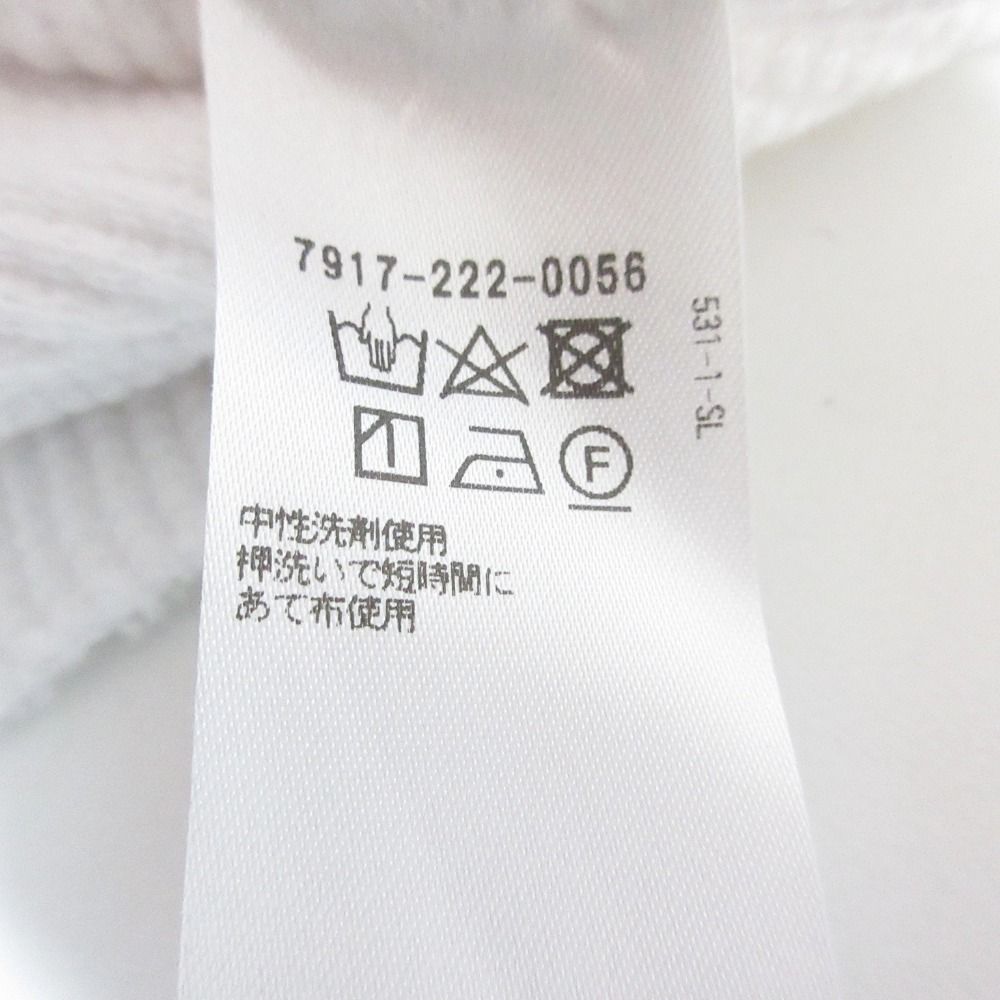 7917-222-0056
531-1-SL
F
中性洗剤使用
押洗いで短時間に
あて布使用